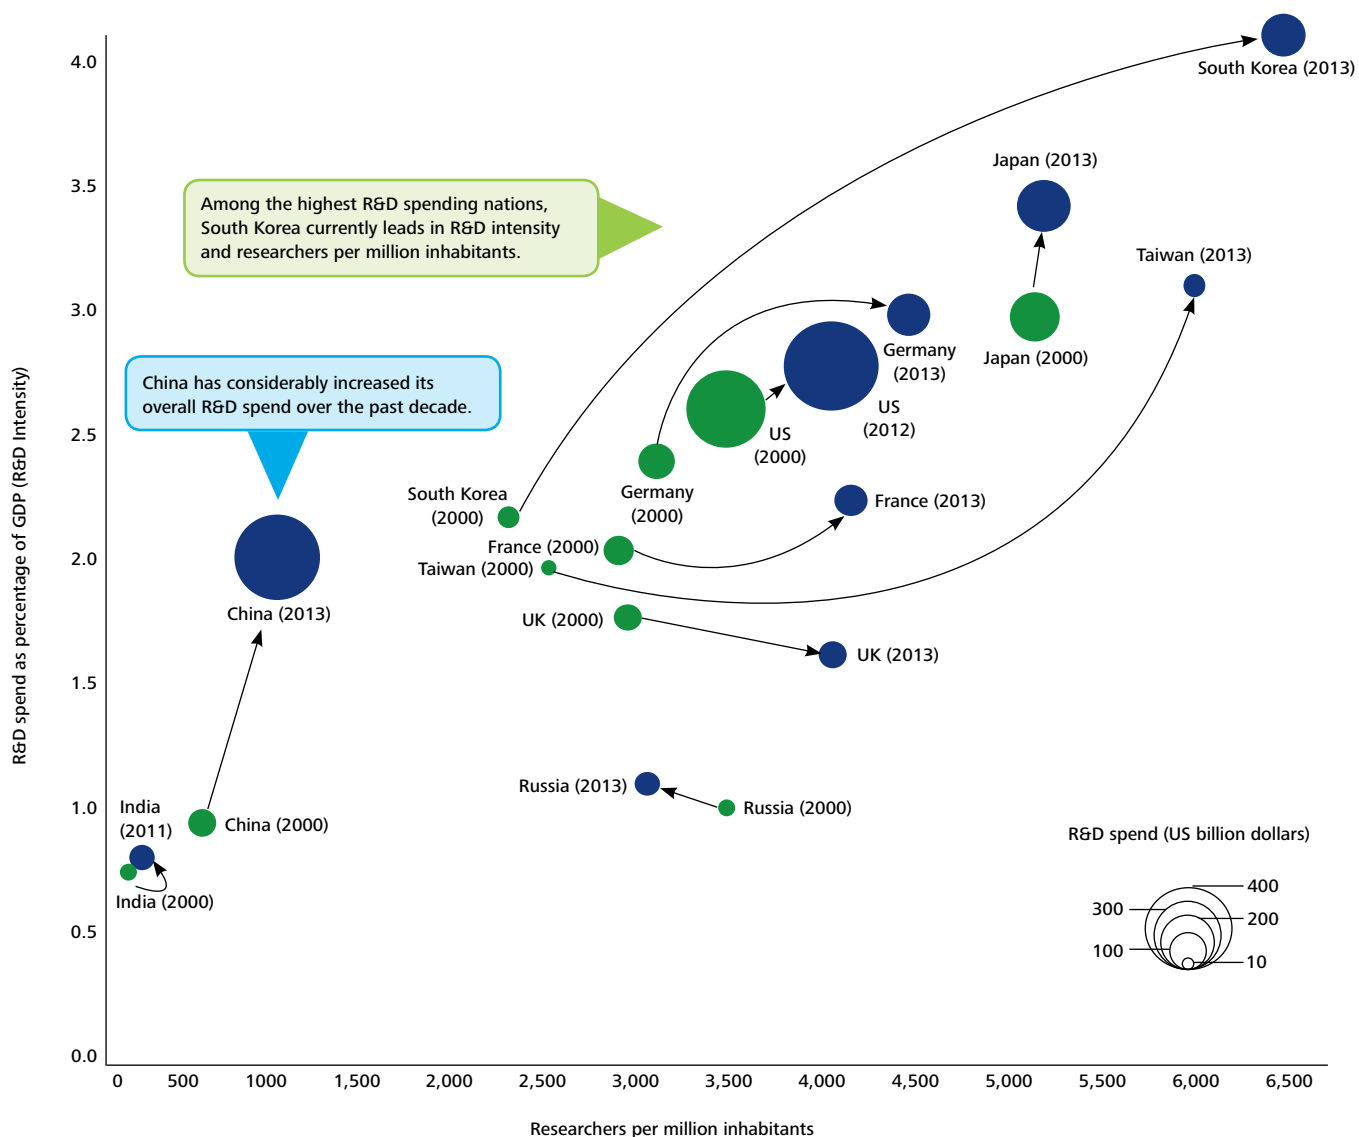 4.0
South Korea (2013)
Japan (2013)
3.5
Among the highest R&D spending nations,
South Korea currently leads in R&D intensity
and researchers per million inhabitants.
Taiwan (2013)
3.0
Germany
(2013)
Japan (2000)
China has considerably increased its
overall R&D spend over the past decade.
US
(2012)
2.5
US
(2000)
South Korea
(2000)
Germany
(2000)
France (2013)
France (2000)
2.0
Taiwan (2000)
China (2013)
UK (2000)
UK (2013)
1.5
R&D spend as percentage of GDP (R&D Intensity)
Russia (2013)
Russia (2000)
1.0
India
(2011)
China (2000)
India (2000)
R&D spend (US billion dollars)
400
300
200
100
10
0.5
0.0
0 500 1000 1,500 2,000 2,500 3,000 3,500 4,000 4,500 5,000 5,500 6,000 6,500
Researchers per million inhabitants